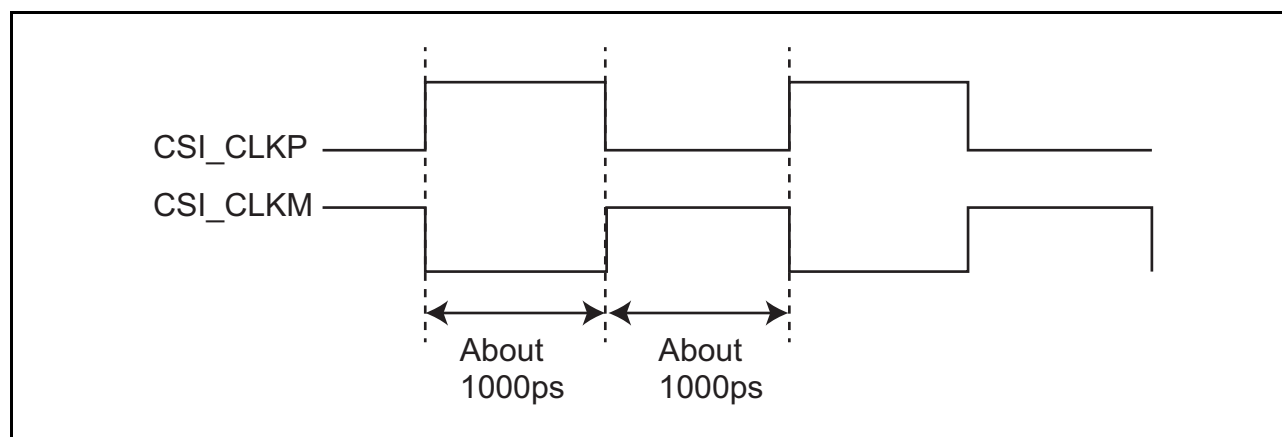 CSI_CLKP
CSI_CLKM
About
1000ps
About
1000ps